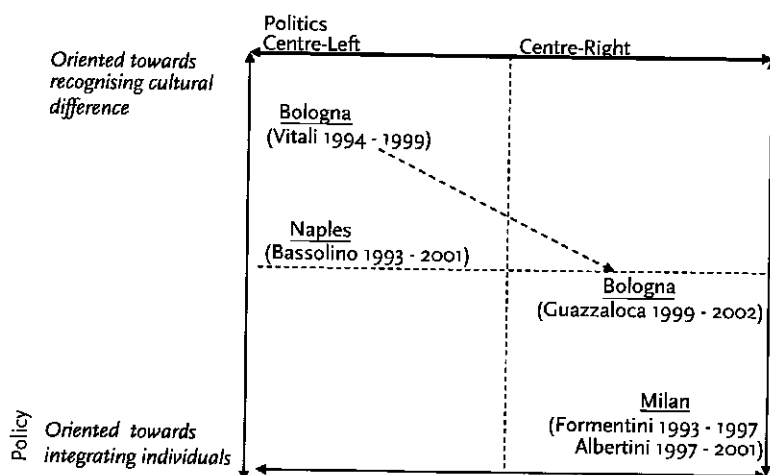 Politics
Centre-Left
Centre-Right
Oriented towards
recognising cultural
difference
Bologna
(Vitali 1994 - 1999)
Naples
(Bassolino 1993 - 2001)
Bologna
(Guazzaloca 1999 - 2002)
Milan
(Formentini 1993 - 1997
Albertini 1997 - 2001)
Policy
Oriented towards
integrating individuals